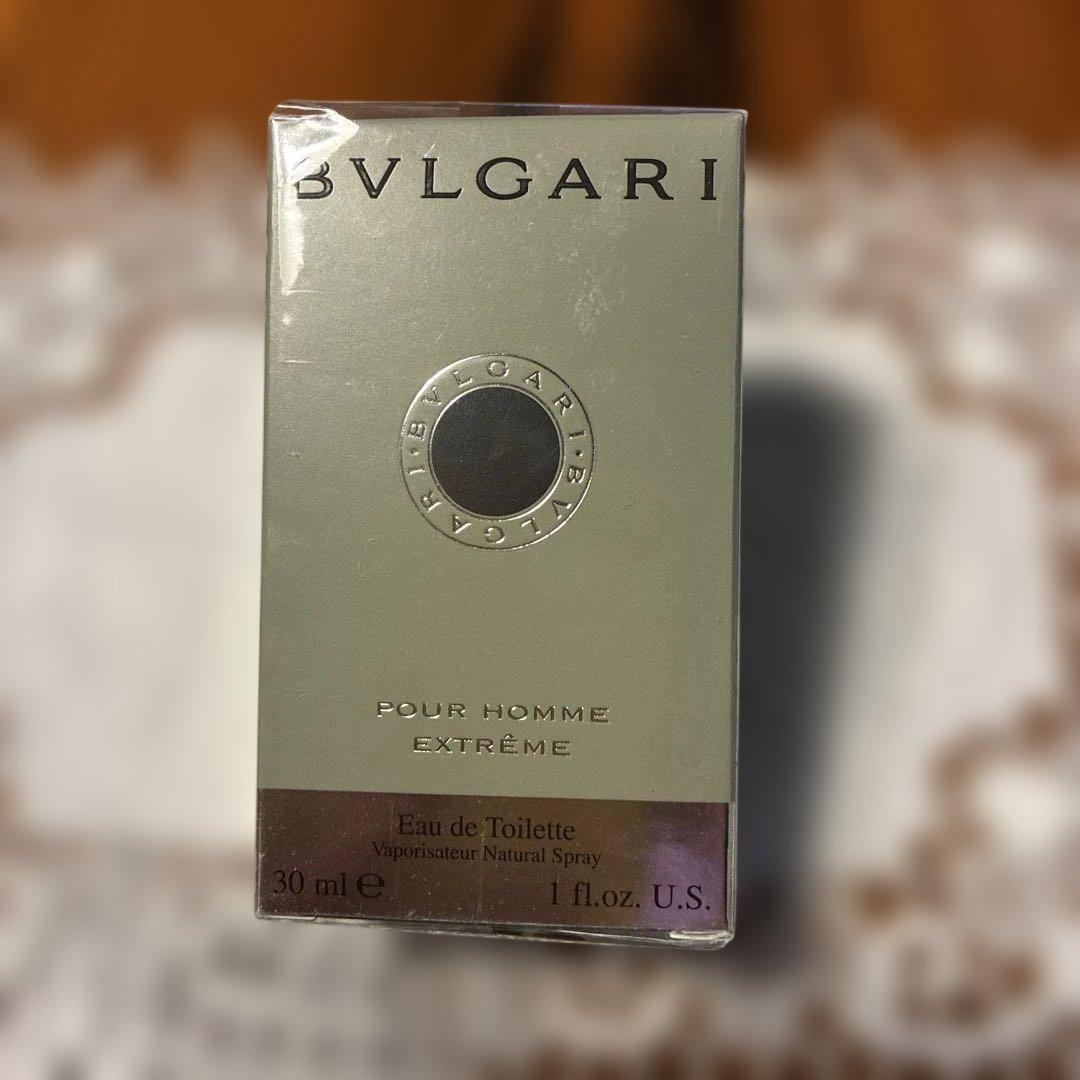 BVLGARI
BVLGARI · BVLGARI ·
POUR HOMME
EXTRÊME
Eau de Toilette
Vaporisateur Natural Spray
30 ml ℮
1 fl.oz. U.S.